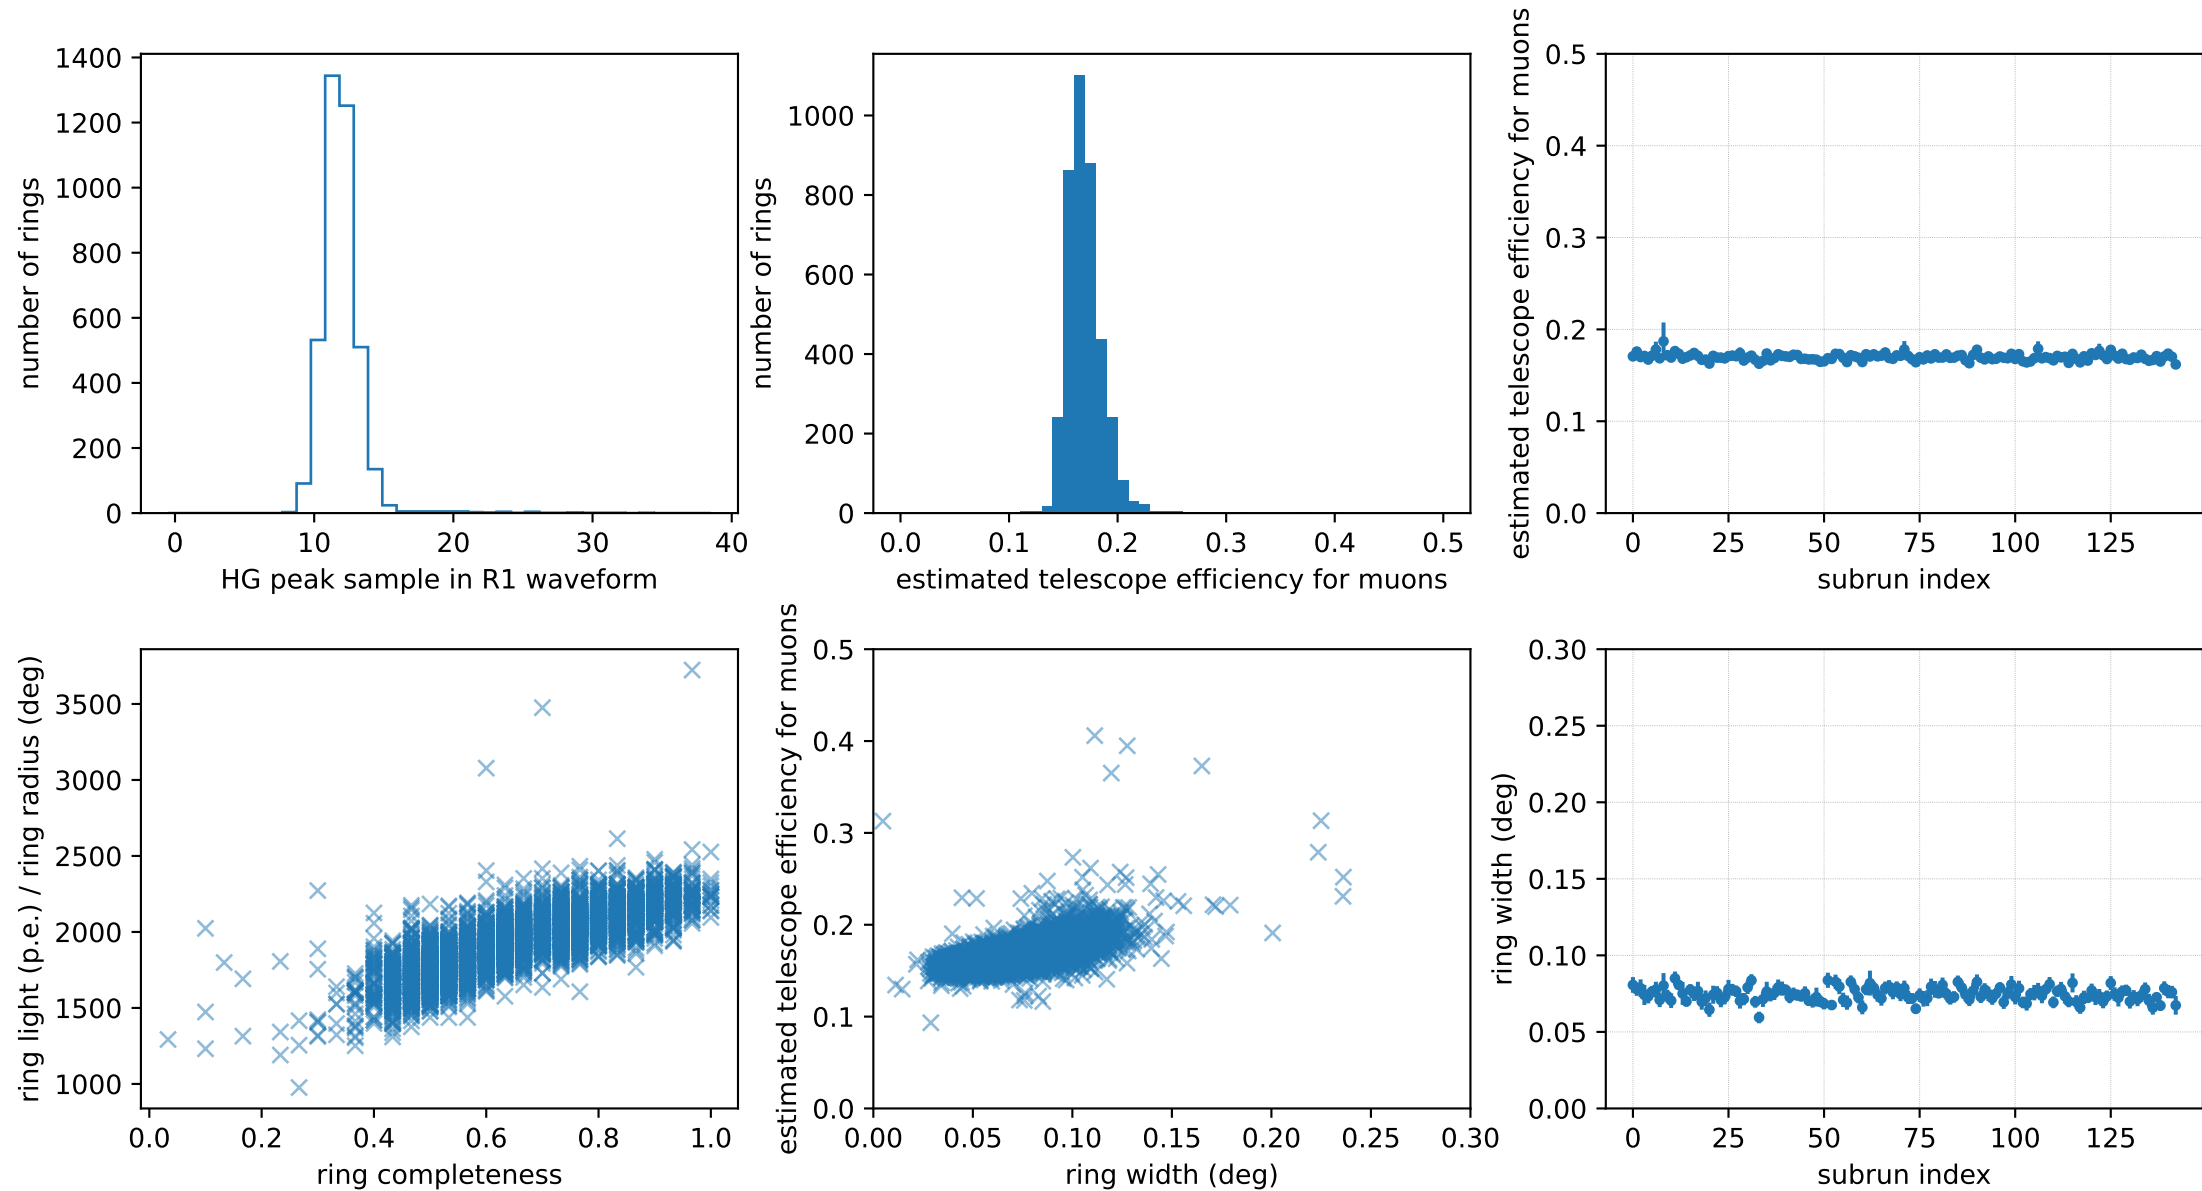 1400
1200
1000
800
600
400
200
0
number of rings
0 10 20 30 40
HG peak sample in R1 waveform
1000
800
600
400
200
0
number of rings
0.0 0.1 0.2 0.3 0.4 0.5
estimated telescope efficiency for muons
0.5
0.4
0.3
0.2
0.1
0.0
estimated telescope efficiency for muons
0 25 50 75 100 125
subrun index
3500
3000
2500
2000
1500
1000
ring light (p.e.) / ring radius (deg)
0.0 0.2 0.4 0.6 0.8 1.0
ring completeness
0.5
0.4
0.3
0.2
0.1
0.0
estimated telescope efficiency for muons
0.00 0.05 0.10 0.15 0.20 0.25 0.30
ring width (deg)
0.30
0.25
0.20
0.15
0.10
0.05
0.00
ring width (deg)
0 25 50 75 100 125
subrun index